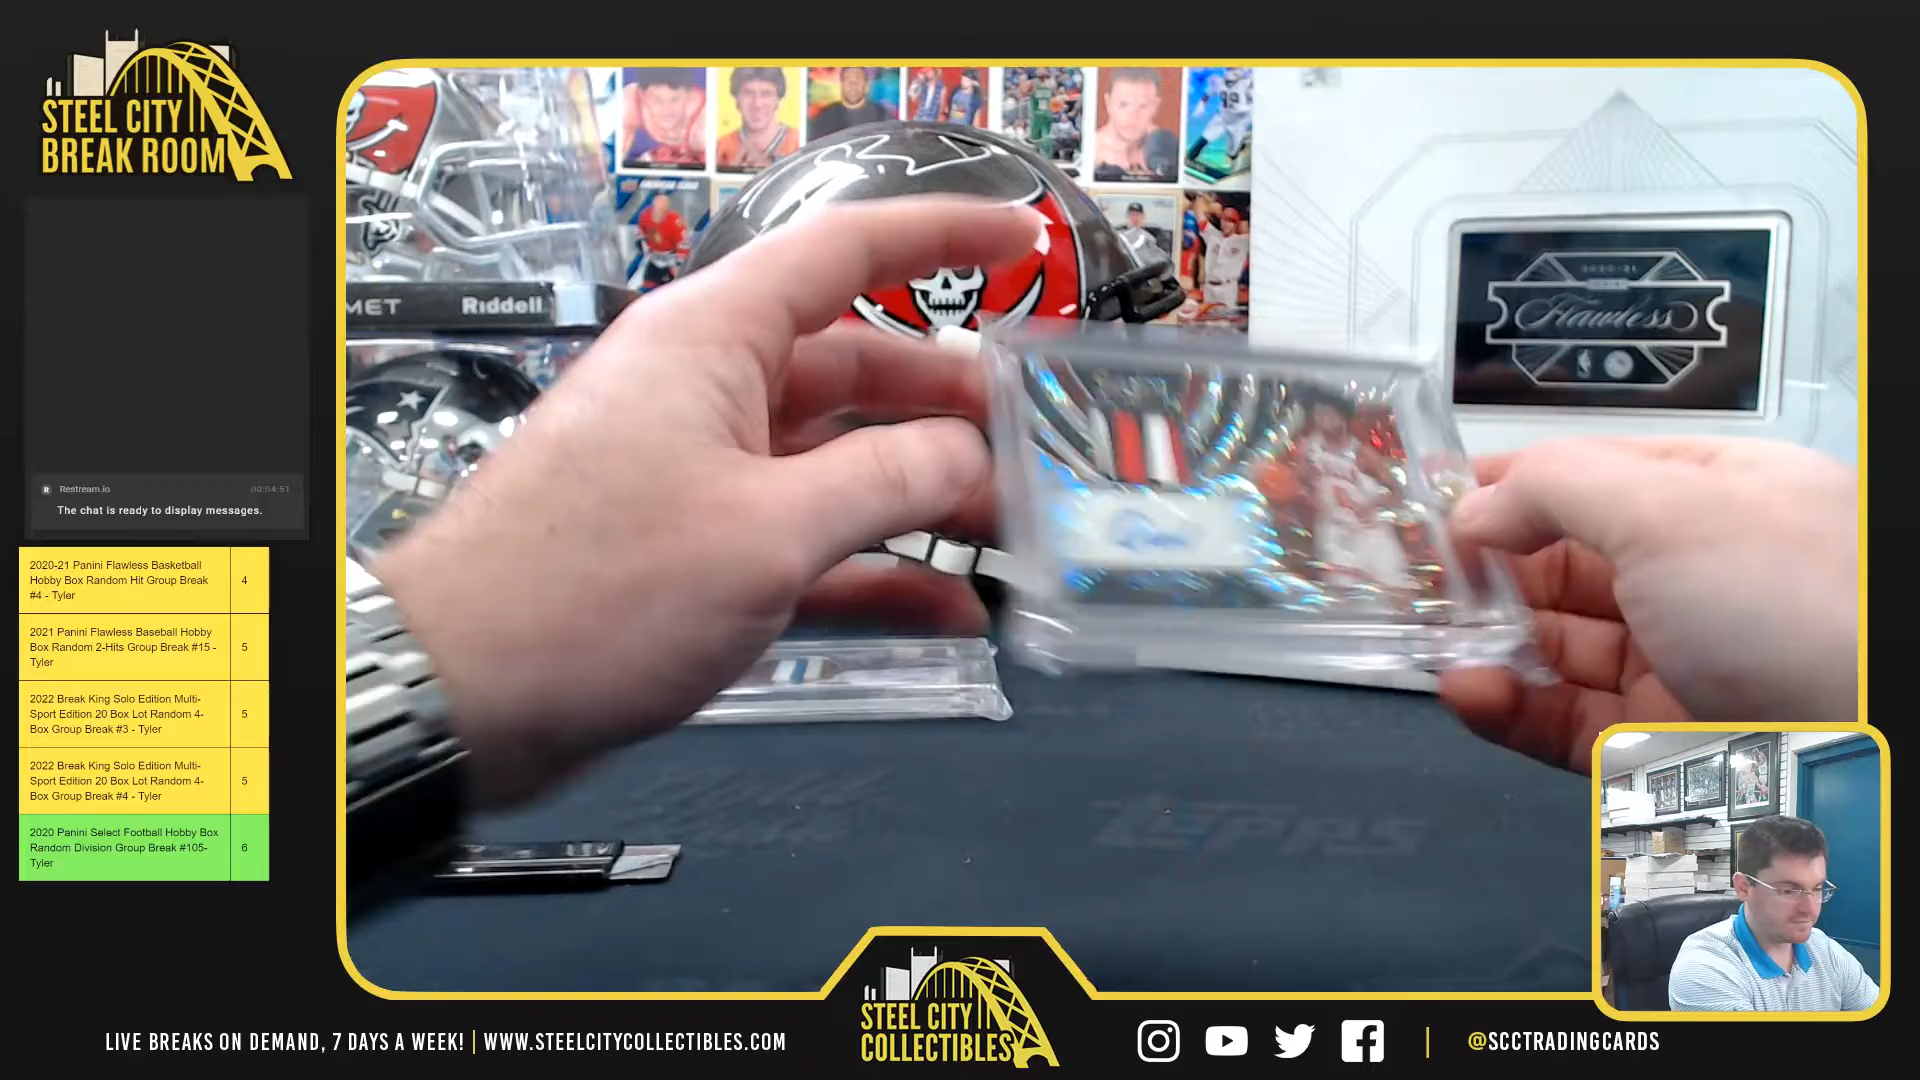 STEEL CITY
BREAK ROOM
Restream.io 00:04:51
The chat is ready to display messages.
2020-21 Panini Flawless Basketball
Hobby Box Random Hit Group Break
#4 - Tyler
4
2021 Panini Flawless Baseball Hobby
Box Random 2-Hits Group Break #15 -
Tyler
5
2022 Break King Solo Edition Multi-
Sport Edition 20 Box Lot Random 4-
Box Group Break #3 - Tyler
5
2022 Break King Solo Edition Multi-
Sport Edition 20 Box Lot Random 4-
Box Group Break #4 - Tyler
5
2020 Panini Select Football Hobby Box
Random Division Group Break #105-
Tyler
6
MET Riddell
Flawless
LIVE BREAKS ON DEMAND, 7 DAYS A WEEK! | WWW.STEELCITYCOLLECTIBLES.COM
STEEL CITY
COLLECTIBLES
| @SCCTRADINGCARDS